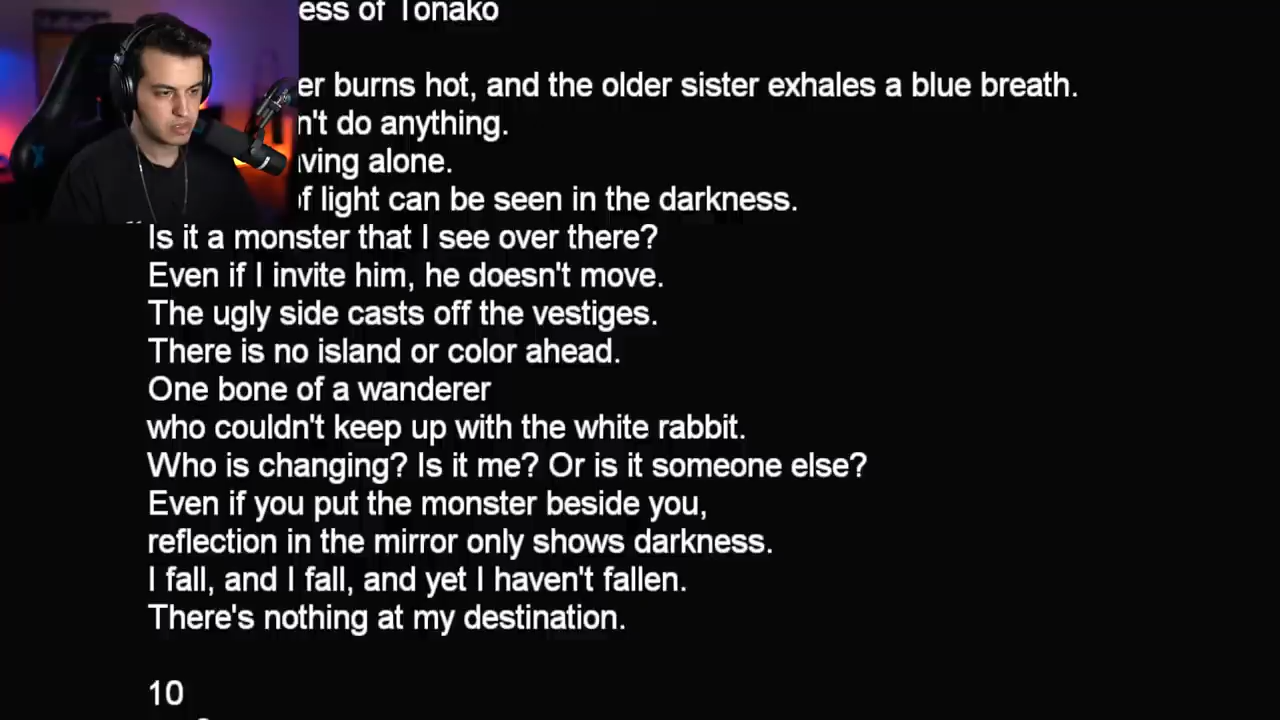 ess of Tonako
er burns hot, and the older sister exhales a blue breath.
n't do anything.
ving alone.
of light can be seen in the darkness.
Is it a monster that I see over there?
Even if I invite him, he doesn't move.
The ugly side casts off the vestiges.
There is no island or color ahead.
One bone of a wanderer
who couldn't keep up with the white rabbit.
Who is changing? Is it me? Or is it someone else?
Even if you put the monster beside you,
reflection in the mirror only shows darkness.
I fall, and I fall, and yet I haven't fallen.
There's nothing at my destination.
10